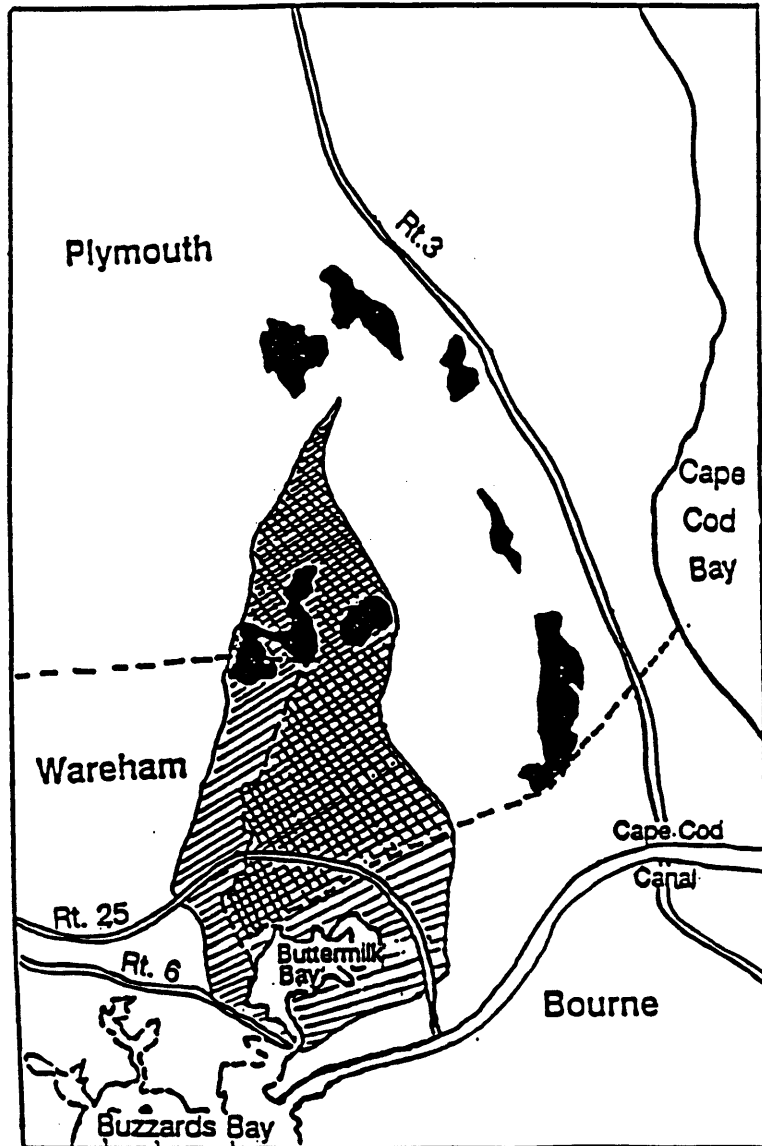 Rt.3
Plymouth
Cape
Cod
Bay
Wareham
Cape Cod
Canal
Rt. 25
Buttermilk
Bay
Rt. 6
Bourne
Buzzards Bay